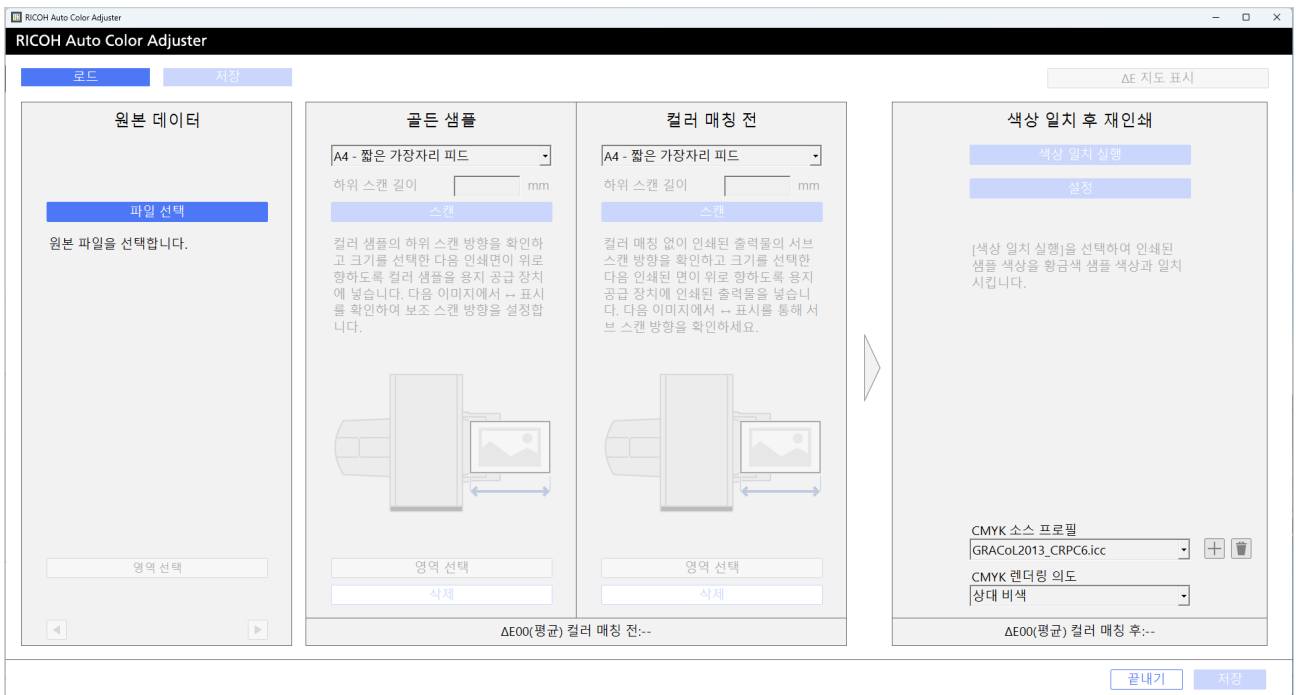 RICOH Auto Color Adjuster
RICOH Auto Color Adjuster
로드
저장
ΔE 지도 표시
원본 데이터
파일 선택
원본 파일을 선택합니다.
영역 선택
골든 샘플
A4 - 짧은 가장자리 피드
하위 스캔 길이 mm
스캔
컬러 샘플의 하위 스캔 방향을 확인하
고 크기를 선택한 다음 인쇄면이 위로
향하도록 컬러 샘플을 용지 공급 장치
에 넣습니다. 다음 이미지에서 ↔ 표시
를 확인하여 보조 스캔 방향을 설정합
니다.
영역 선택
삭제
컬러 매칭 전
A4 - 짧은 가장자리 피드
하위 스캔 길이 mm
스캔
컬러 매칭 없이 인쇄된 출력물의 서브
스캔 방향을 확인하고 크기를 선택한
다음 인쇄된 면이 위로 향하도록 용지
공급 장치에 인쇄된 출력물을 넣습니
다. 다음 이미지에서 ↔ 표시를 통해 서
브 스캔 방향을 확인하세요.
영역 선택
삭제
ΔE00(평균) 컬러 매칭 전:--
색상 일치 후 재인쇄
색상 일치 실행
설정
[색상 일치 실행]을 선택하여 인쇄된
샘플 색상을 황금색 샘플 색상과 일치
시킵니다.
CMYK 소스 프로필
GRACoL2013_CRPC6.icc
CMYK 렌더링 의도
상대 비색
ΔE00(평균) 컬러 매칭 후:--
끝내기
저장